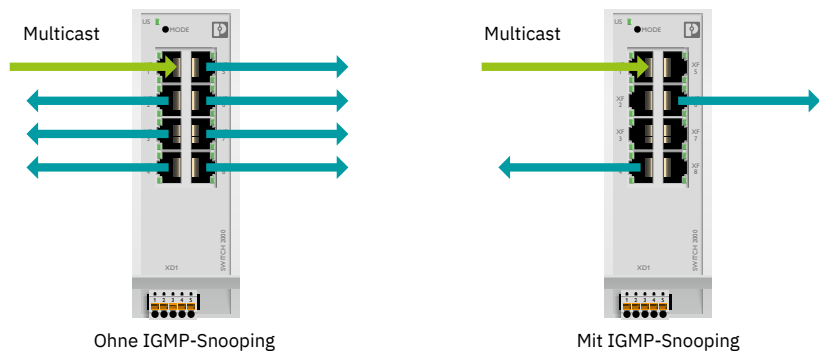 US
MODE
Multicast
XD1
SWITCH 2000
1 2 3 4 5
Ohne IGMP-Snooping
US
MODE
Multicast
XF
5
XF
2
XF
3
XF
7
XF
8
XD1
SWITCH 2000
1 2 3 4 5
Mit IGMP-Snooping